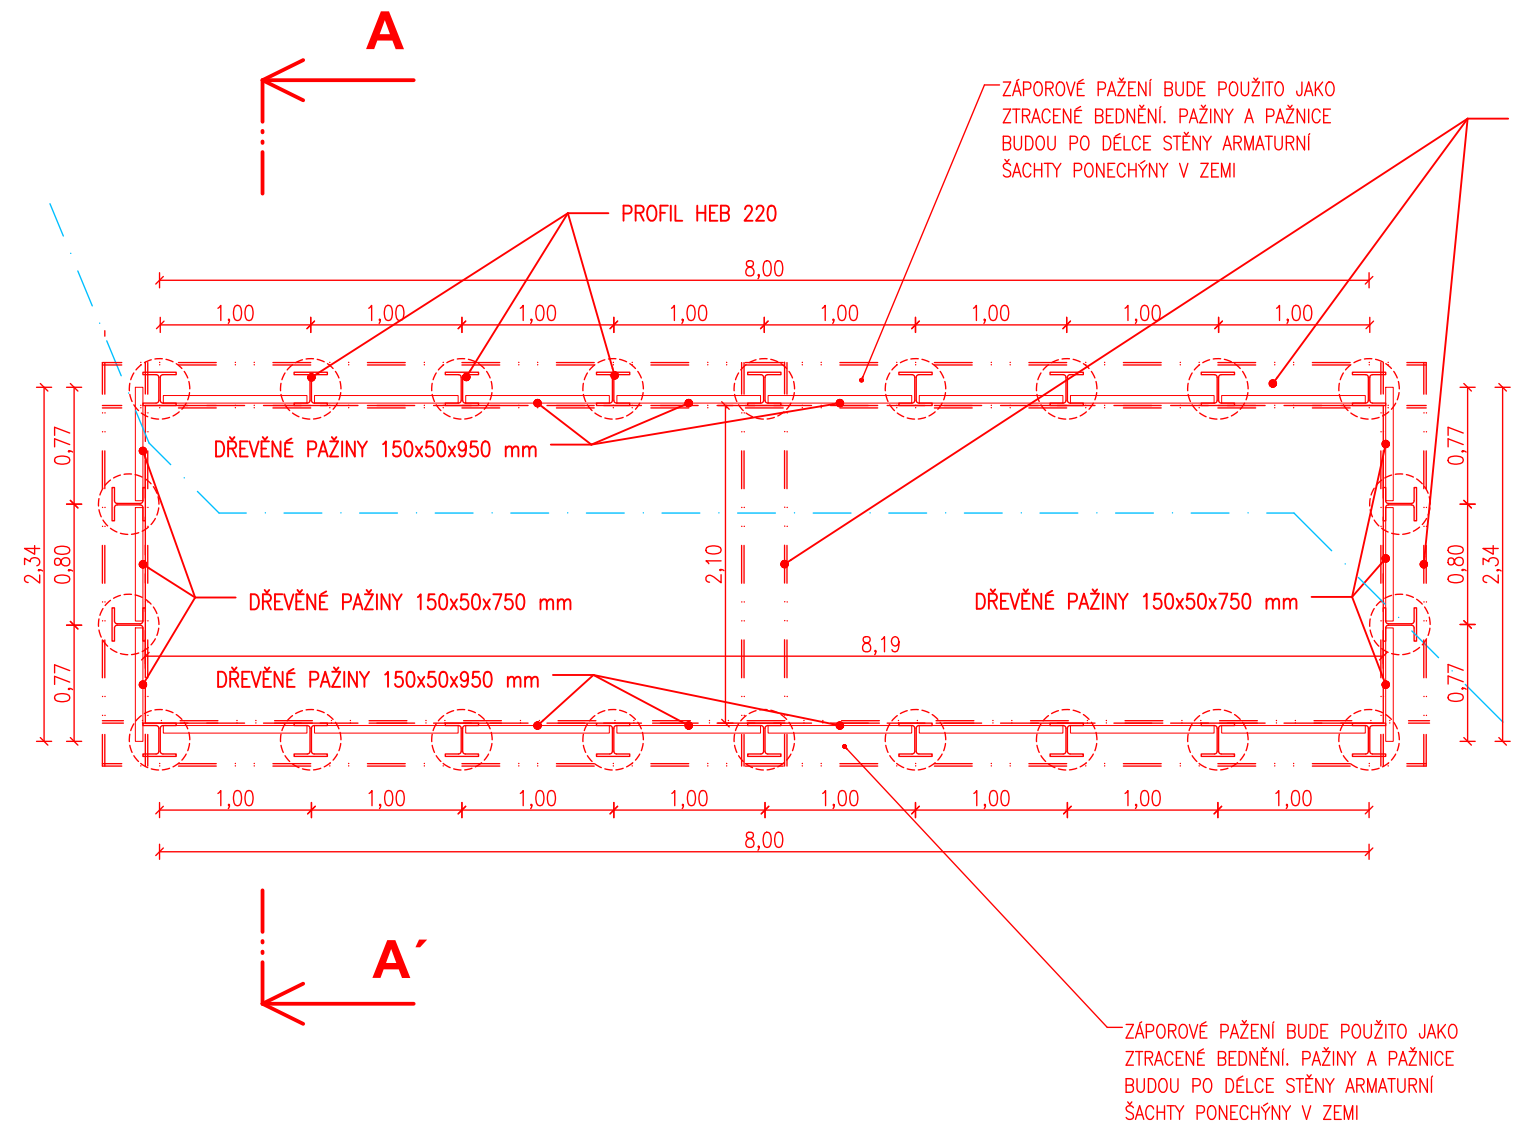 A
ZÁPOROVÉ PAŽENÍ BUDE POUŽITO JAKO
ZTRACENÉ BEDNĚNÍ. PAŽINY A PAŽNICE
BUDOU PO DÉLCE STĚNY ARMATURNÍ
ŠACHTY PONECHÝNY V ZEMI
PROFIL HEB 220
8,00
1,00 1,00 1,00 1,00 1,00 1,00 1,00 1,00
DŘEVĚNÉ PAŽINY 150x50x950 mm
0,77
0,77
2,34
0,80
2,10
0,80
2,34
DŘEVĚNÉ PAŽINY 150x50x750 mm
DŘEVĚNÉ PAŽINY 150x50x750 mm
8,19
0,77
DŘEVĚNÉ PAŽINY 150x50x950 mm
0,77
1,00 1,00 1,00 1,00 1,00 1,00 1,00 1,00
8,00
A´
ZÁPOROVÉ PAŽENÍ BUDE POUŽITO JAKO
ZTRACENÉ BEDNĚNÍ. PAŽINY A PAŽNICE
BUDOU PO DÉLCE STĚNY ARMATURNÍ
ŠACHTY PONECHÝNY V ZEMI